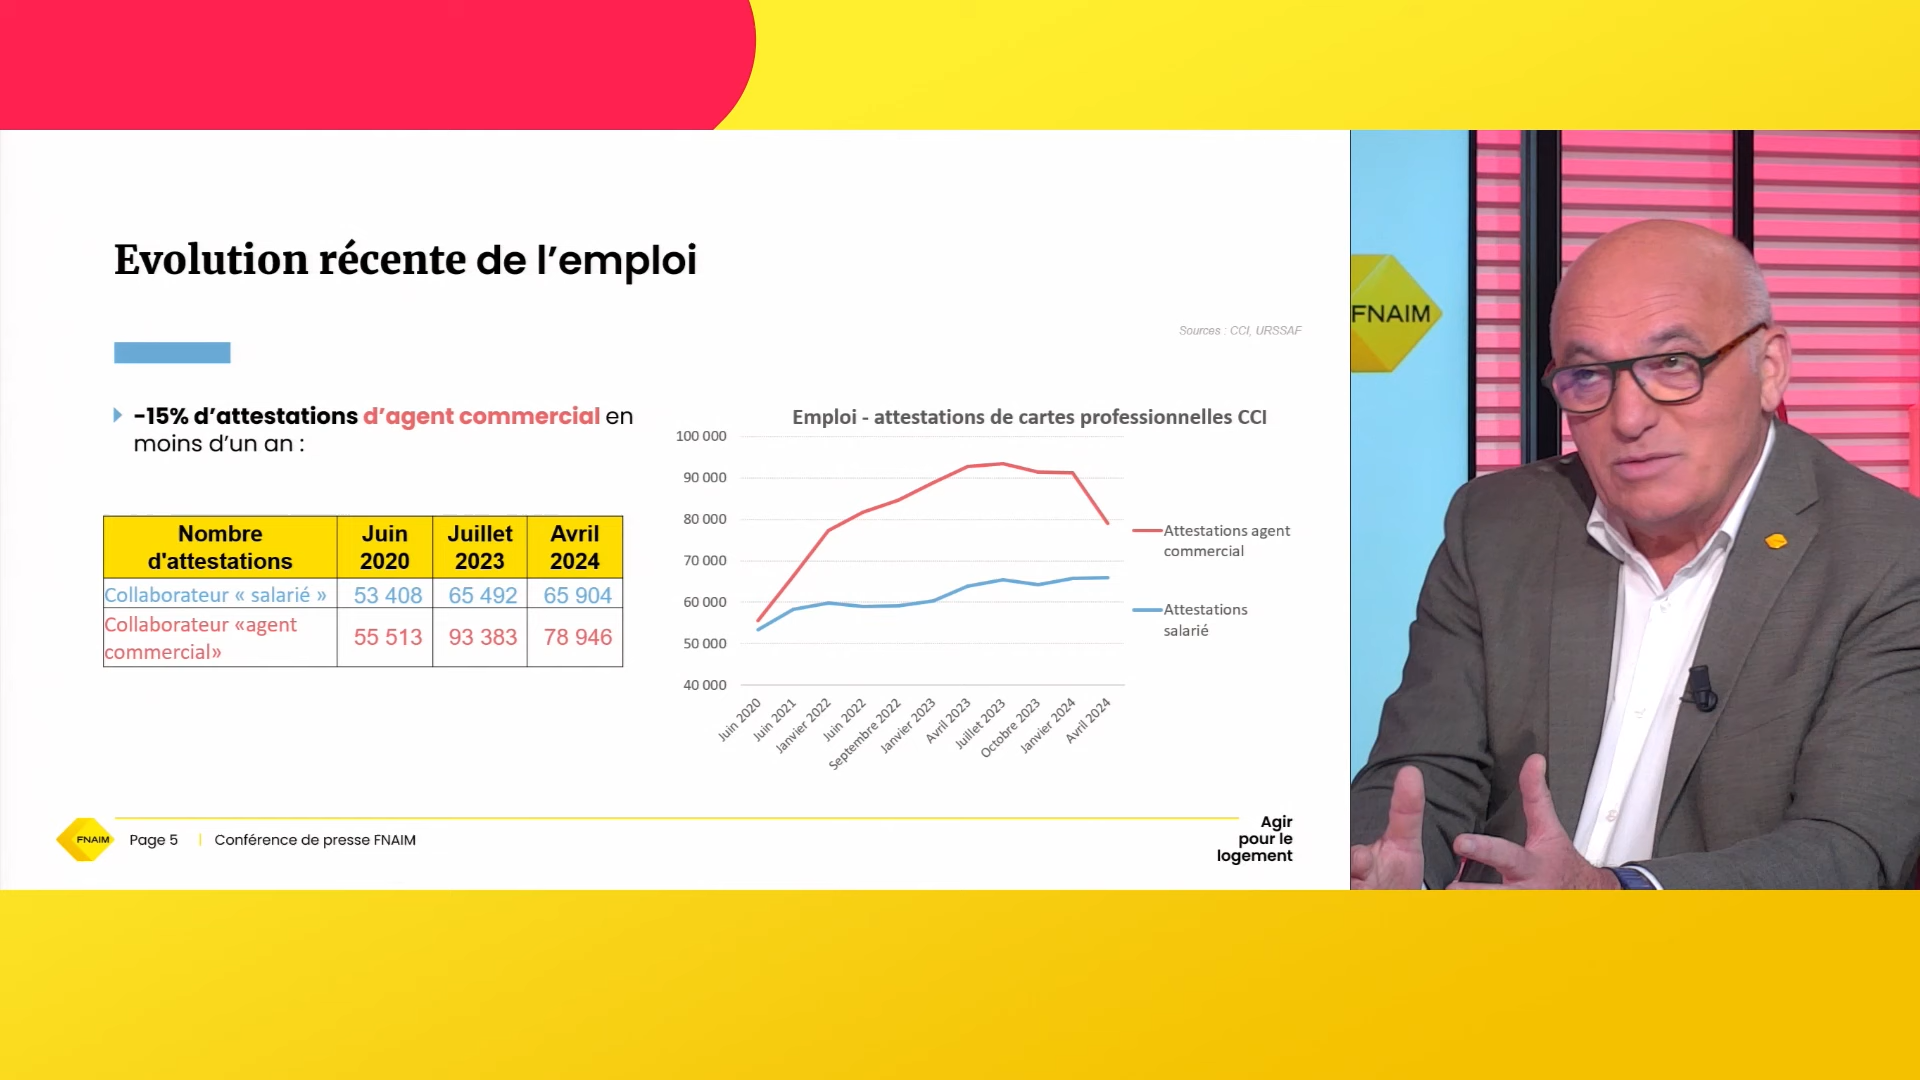 Evolution récente de l’emploi
Sources : CCI, URSSAF
-15% d’attestations d’agent commercial en
moins d’un an :
Nombre d'attestations | Juin 2020 | Juillet 2023 | Avril 2024
Collaborateur « salarié » | 53 408 | 65 492 | 65 904
Collaborateur «agent commercial» | 55 513 | 93 383 | 78 946
Emploi - attestations de cartes professionnelles CCI
100 000
90 000
80 000
70 000
60 000
50 000
40 000
Juin 2020
Juin 2021
Janvier 2022
Juin 2022
Septembre 2022
Janvier 2023
Avril 2023
Juillet 2023
Octobre 2023
Janvier 2024
Avril 2024
Attestations agent
commercial
Attestations
salarié
FNAIM
Page 5
Conférence de presse FNAIM
Agir
pour le
logement
FNAIM